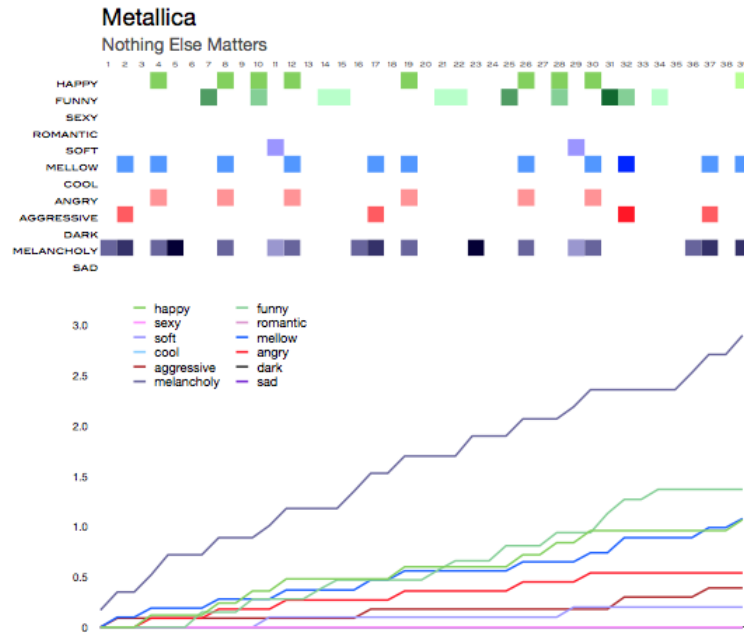 Metallica
Nothing Else Matters
1 2 3 4 5 6 7 8 9 10 11 12 13 14 15 16 17 18 19 20 21 22 23 24 25 26 27 28 29 30 31 32 33 34 35 36 37 38
HAPPY
FUNNY
SEXY
ROMANTIC
SOFT
MELLOW
COOL
ANGRY
AGGRESSIVE
DARK
MELANCHOLY
SAD
happy funny
sexy romantic
soft mellow
cool angry
aggressive dark
melancholy sad
3.0
2.5
2.0
1.5
1.0
0.5
0